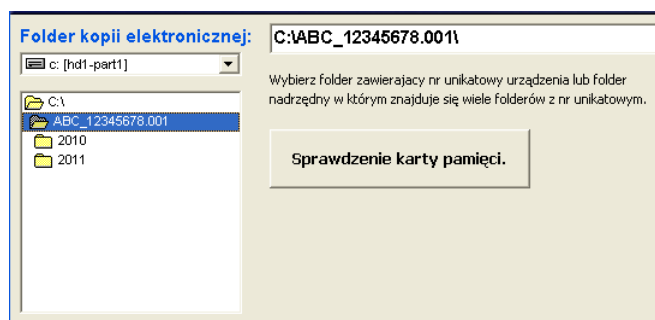 Folder kopii elektronicznej:
C:\ABC_12345678.001\
c: [hd1-part1]
Wybierz folder zawierajacy nr unikatowy urządzenia lub folder
nadrzędny w którym znajduje się wiele folderów z nr unikatowym.
C:\
ABC_12345678.001
2010
2011
Sprawdzenie karty pamięci.